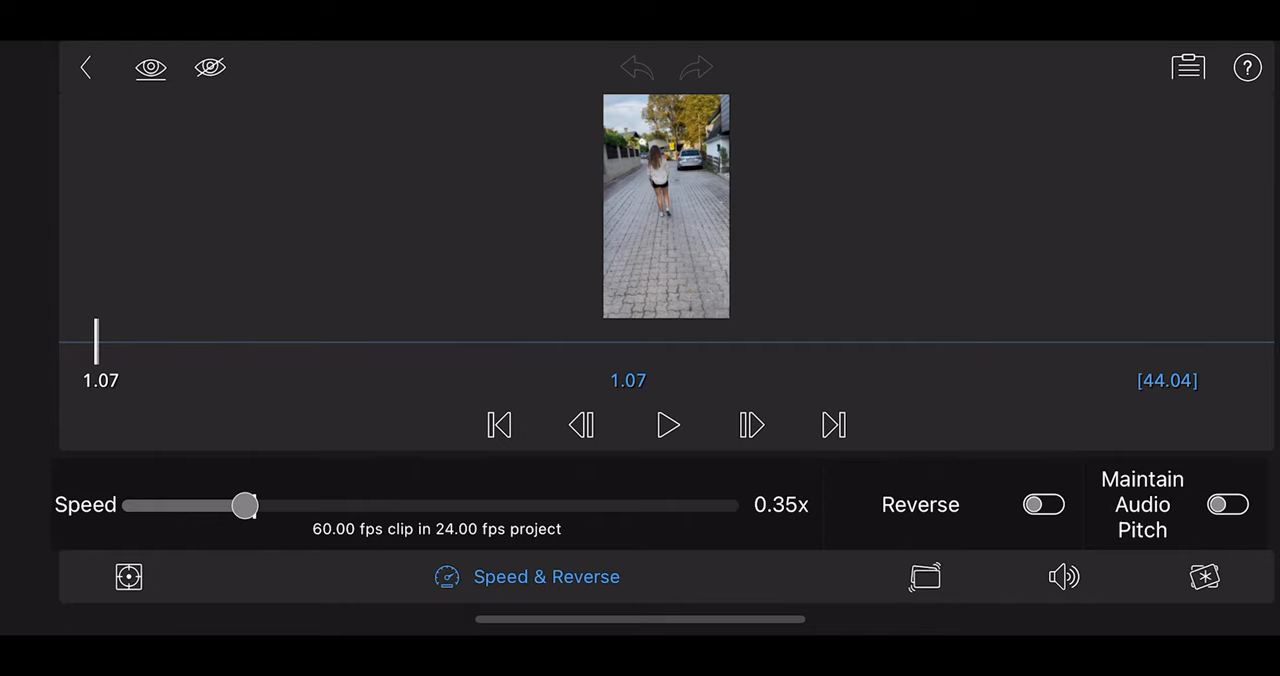 ?
1.07
1.07
[44.04]
Speed
0.35x
60.00 fps clip in 24.00 fps project
Reverse
Maintain
Audio
Pitch
Speed & Reverse